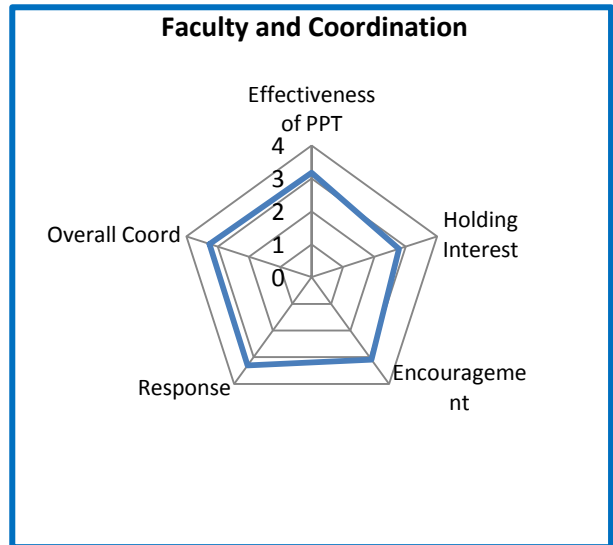 Faculty and Coordination
Effectiveness
of PPT
4
3
2
1
0
Holding
Interest
Encourageme
nt
Response
Overall Coord